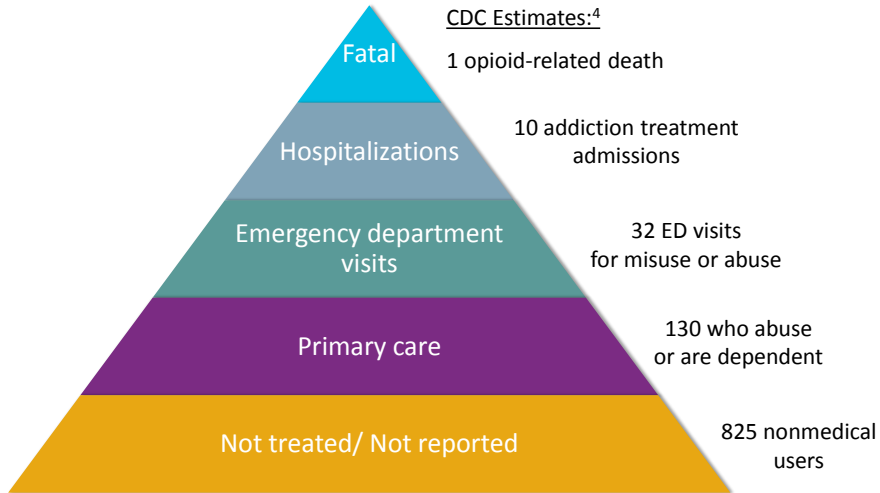 CDC Estimates:4
Fatal
1 opioid-related death
Hospitalizations
10 addiction treatment
admissions
Emergency department
visits
32 ED visits
for misuse or abuse
Primary care
130 who abuse
or are dependent
Not treated/ Not reported
825 nonmedical
users